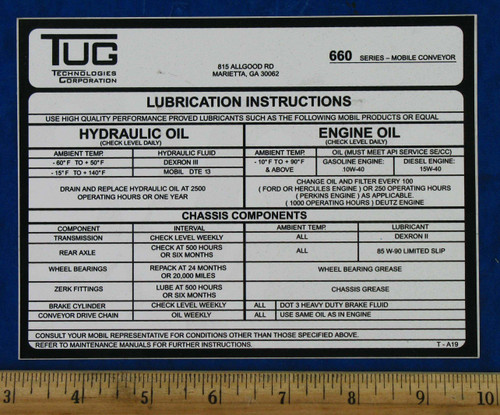 TUG
TECHNOLOGIES
CORPORATION
815 ALLGOOD RD
MARIETTA, GA 30062
660 SERIES – MOBILE CONVEYOR
LUBRICATION INSTRUCTIONS
USE HIGH QUALITY PERFORMANCE PROVED LUBRICANTS SUCH AS THE FOLLOWING MOBIL PRODUCTS OR EQUAL
HYDRAULIC OIL
(CHECK LEVEL DAILY)
AMBIENT TEMP. HYDRAULIC FLUID
- 60° F TO + 50° F DEXRON III
- 15° F TO + 140° F MOBIL DTE 13
DRAIN AND REPLACE HYDRAULIC OIL AT 2500
OPERATING HOURS OR ONE YEAR
ENGINE OIL
(CHECK LEVEL DAILY)
AMBIENT TEMP. OIL (MUST MEET API SERVICE SE/CC)
- 10° F TO + 90° F & ABOVE GASOLINE ENGINE: 10W-40 DIESEL ENGINE: 15W-40
CHANGE OIL AND FILTER EVERY 100
( FORD OR HERCULES ENGINE ) OR 250 OPERATING HOURS
( PERKINS ENGINE ) AS APPLICABLE.
( 1000 OPERATING HOURS ) DEUTZ ENGINE
CHASSIS COMPONENTS
COMPONENT INTERVAL AMBIENT TEMP. LUBRICANT
TRANSMISSION CHECK LEVEL WEEKLY ALL DEXRON II
REAR AXLE CHECK AT 500 HOURS OR SIX MONTHS ALL 85 W-90 LIMITED SLIP
WHEEL BEARINGS REPACK AT 24 MONTHS OR 20,000 MILES WHEEL BEARING GREASE
ZERK FITTINGS LUBE AT 500 HOURS OR SIX MONTHS CHASSIS GREASE
BRAKE CYLINDER CHECK LEVEL WEEKLY ALL DOT 3 HEAVY DUTY BRAKE FLUID
CONVEYOR DRIVE CHAIN OIL WEEKLY ALL USE SAME OIL AS IN ENGINE
CONSULT YOUR MOBIL REPRESENTATIVE FOR CONDITIONS OTHER THAN THOSE SPECIFIED ABOVE.
REFER TO MAINTENANCE MANUALS FOR FURTHER INSTRUCTIONS. T - A19
3 4 5 6 7 8 9 10